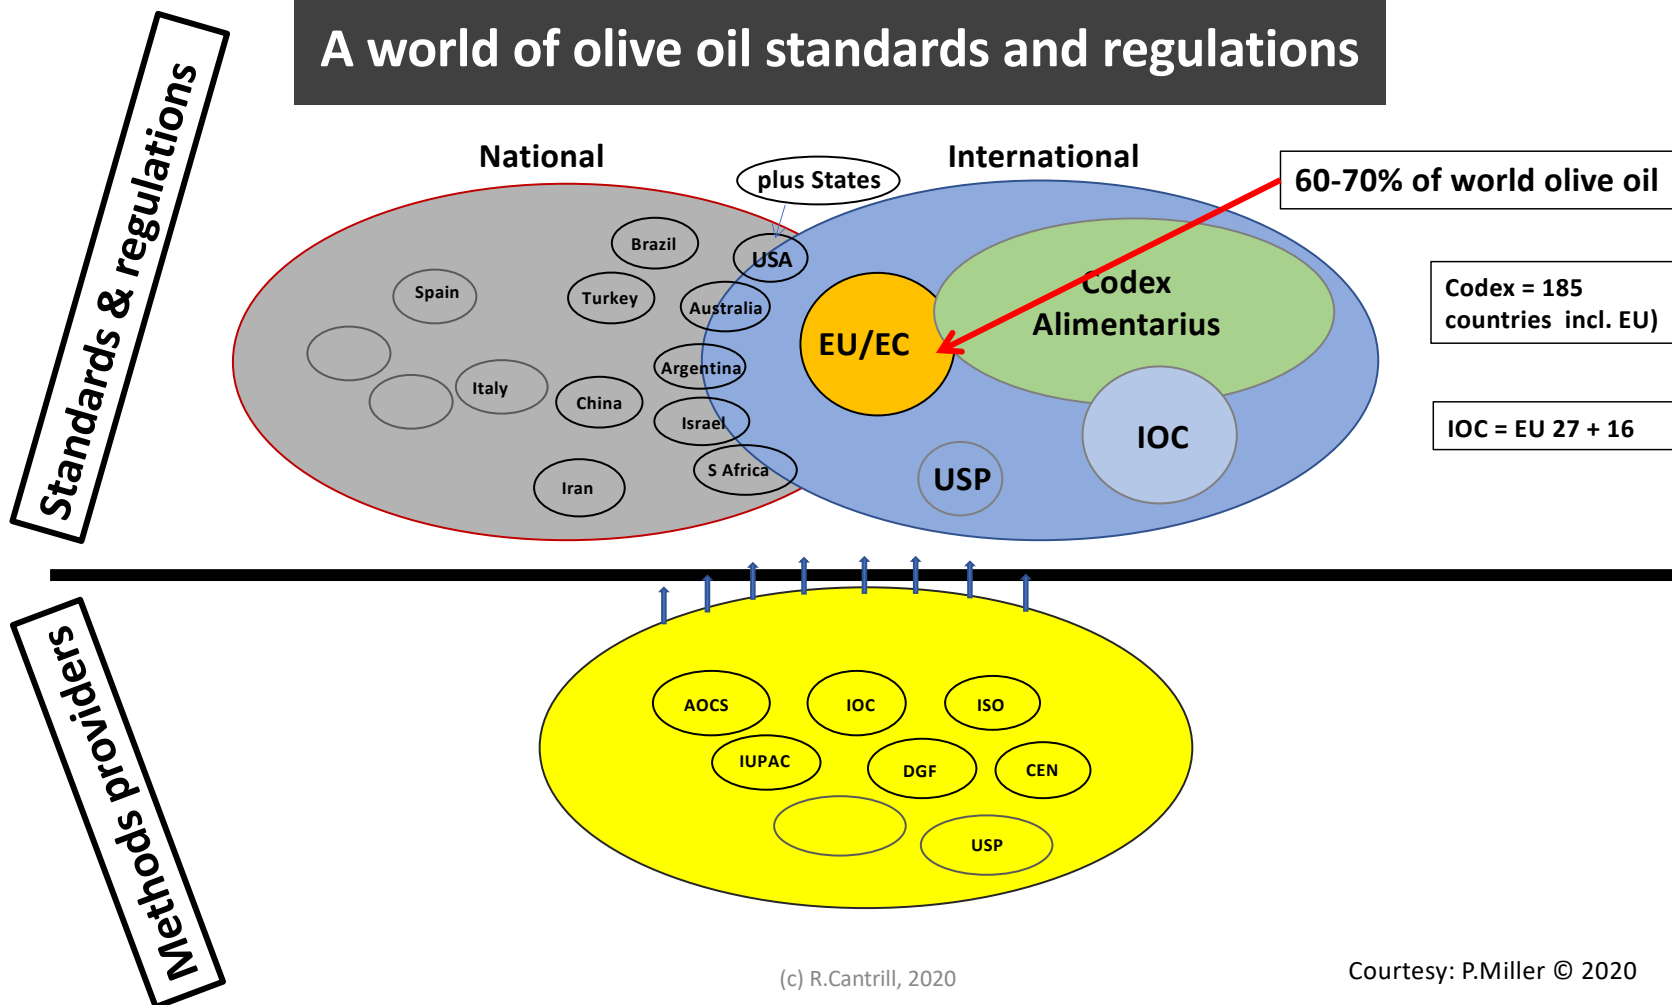 A world of olive oil standards and regulations
Standards & regulations
National
International
plus States
60-70% of world olive oil
Brazil
USA
Spain
Turkey
Australia
Codex
Alimentarius
Codex = 185
countries  incl. EU)
EU/EC
Argentina
Italy
China
Israel
IOC
IOC = EU 27 + 16
S Africa
USP
Iran
Methods providers
AOCS
IOC
ISO
IUPAC
DGF
CEN
USP
(c) R.Cantrill, 2020
Courtesy: P.Miller © 2020